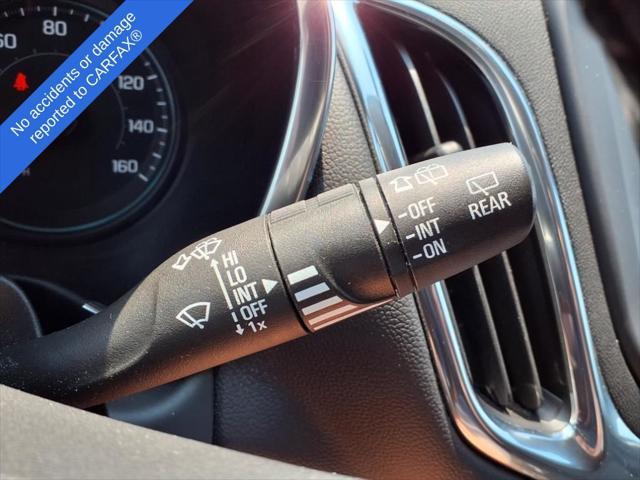 No accidents or damage
reported to CARFAX®
60
80
120
140
160
HI
LO
INT
OFF
1x
OFF
INT
ON
REAR